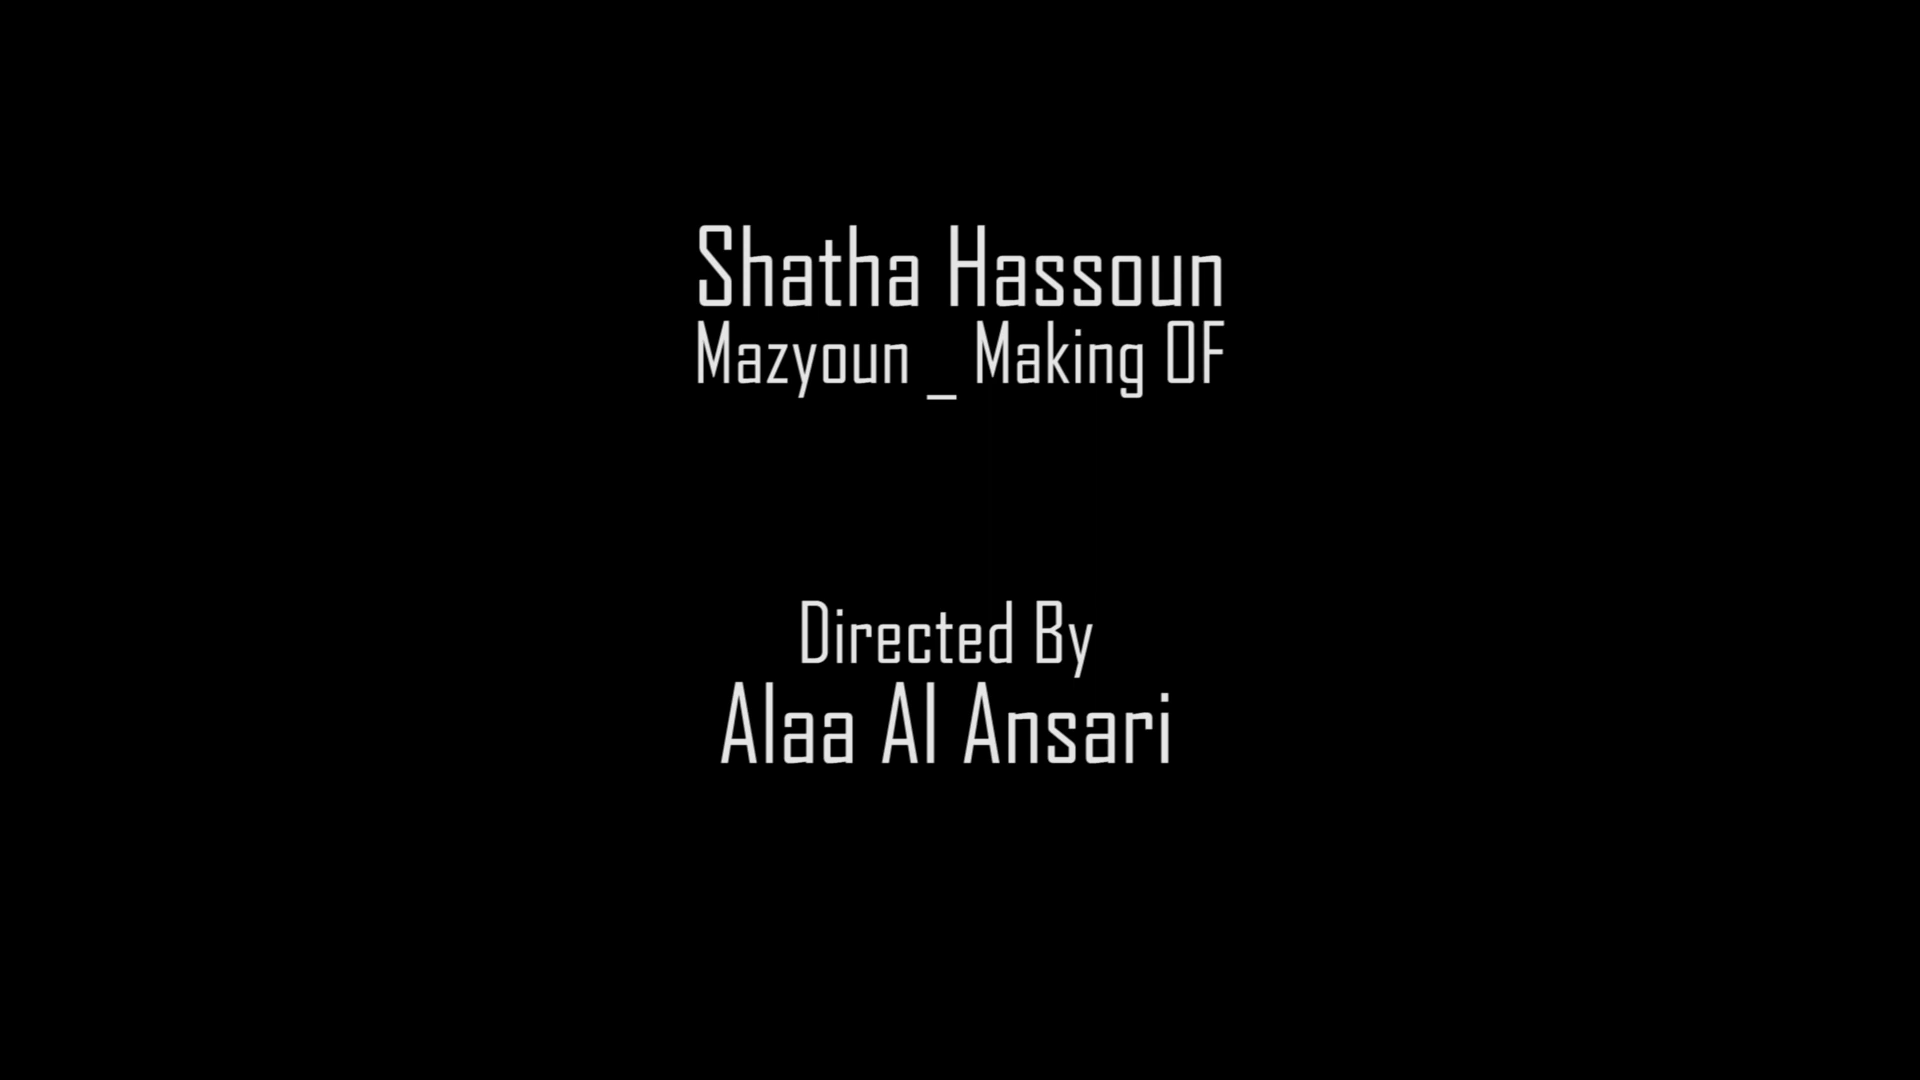 Shatha Hassoun
Mazyoun _ Making OF
Directed By
Alaa Al Ansari